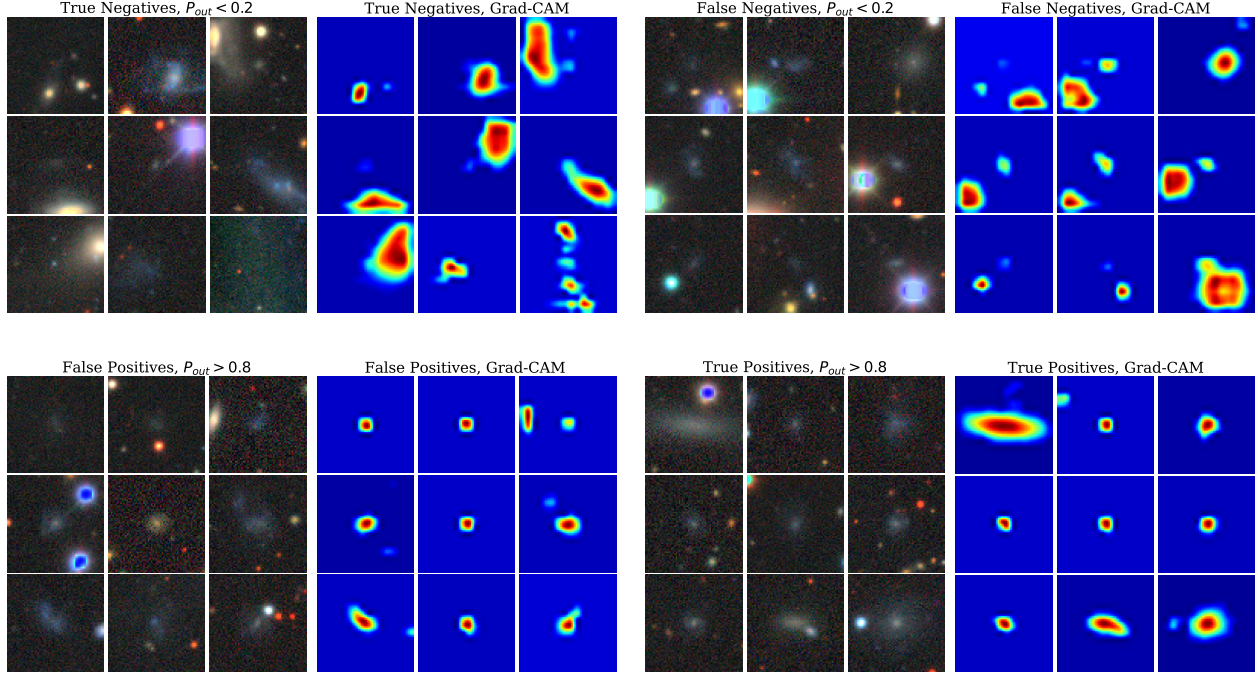 True Negatives, P_out < 0.2
True Negatives, Grad-CAM
False Negatives, P_out < 0.2
False Negatives, Grad-CAM
False Positives, P_out > 0.8
False Positives, Grad-CAM
True Positives, P_out > 0.8
True Positives, Grad-CAM